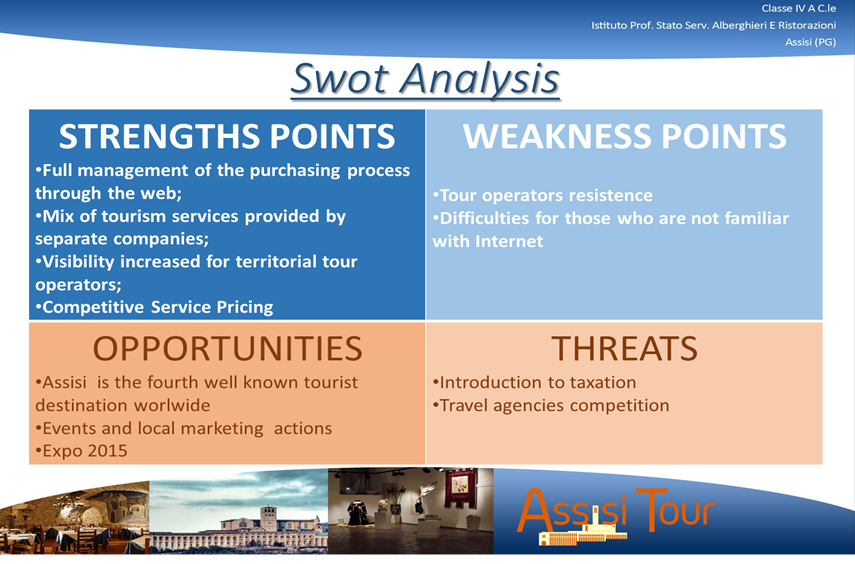 Classe IV A C.le
Istituto Prof. Stato Serv. Alberghieri E Ristorazioni
Assisi (PG)
Swot Analysis
STRENGTHS POINTS
•Full management of the purchasing process
through the web;
•Mix of tourism services provided by
separate companies;
•Visibility increased for territorial tour
operators;
•Competitive Service Pricing
WEAKNESS POINTS
•Tour operators resistence
•Difficulties for those who are not familiar
with Internet
OPPORTUNITIES
•Assisi is the fourth well known tourist
destination worlwide
•Events and local marketing actions
•Expo 2015
THREATS
•Introduction to taxation
•Travel agencies competition
Assisi Tour